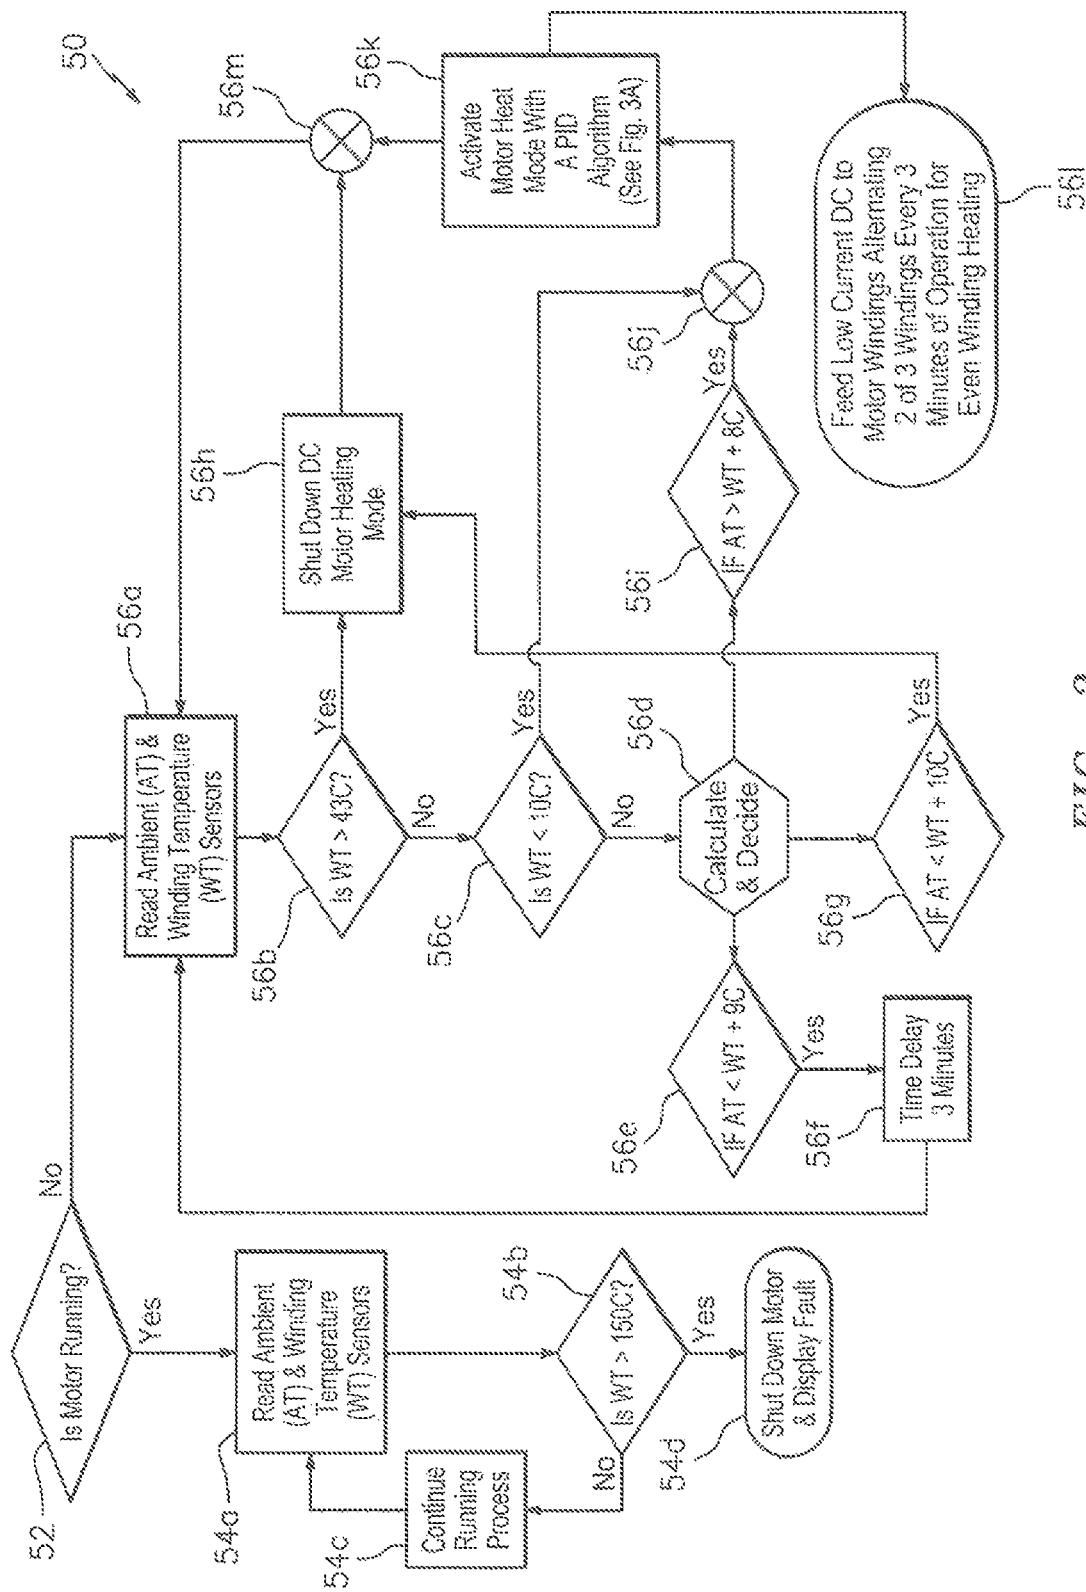 50
52
Is Motor Running?
No
Yes
54a
Read Ambient
(AT) & Winding
Temperature
(WT) Sensors
54b
Is WT > 150C?
No
Yes
54c
Continue
Running
Process
54d
Shut Down Motor
& Display Fault
56a
Read Ambient (AT) &
Winding Temperature
(WT) Sensors
56b
Is WT > 43C?
Yes
No
56c
Is WT < 10C?
Yes
No
56d
Calculate
& Decide
56e
IF AT < WT + 9C
Yes
56f
Time Delay
3 Minutes
56g
IF AT < WT + 10C
Yes
56h
Shut Down DC
Motor Heating
Mode
56i
IF AT > WT + 8C
Yes
56j
56k
Activate
Motor Heat
Mode With
A PID
Algorithm
(See Fig. 3A)
56l
Feed Low Current DC to
Motor Windings Alternating
2 of 3 Windings Every 3
Minutes of Operation for
Even Winding Heating
56m